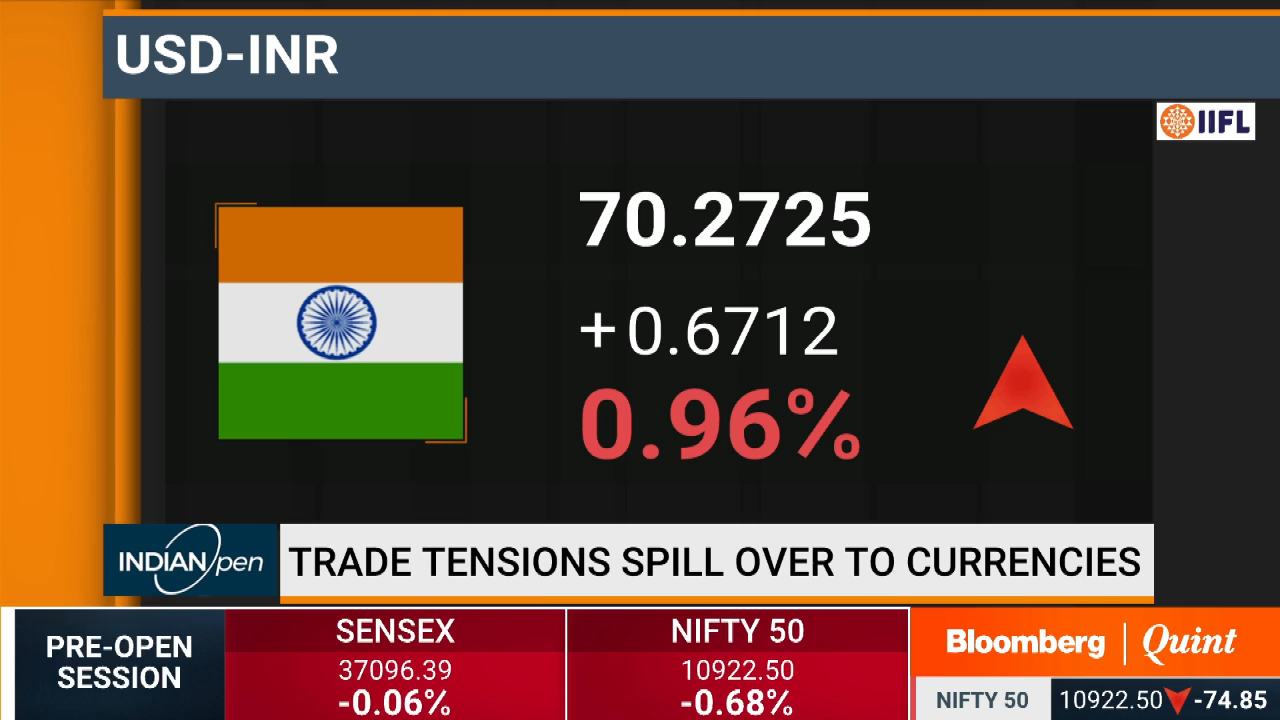 USD-INR
IIFL
70.2725
+0.6712
0.96%
INDIAN Open
TRADE TENSIONS SPILL OVER TO CURRENCIES
PRE-OPEN
SESSION
SENSEX
37096.39
-0.06%
NIFTY 50
10922.50
-0.68%
Bloomberg | Quint
NIFTY 50 10922.50 -74.85